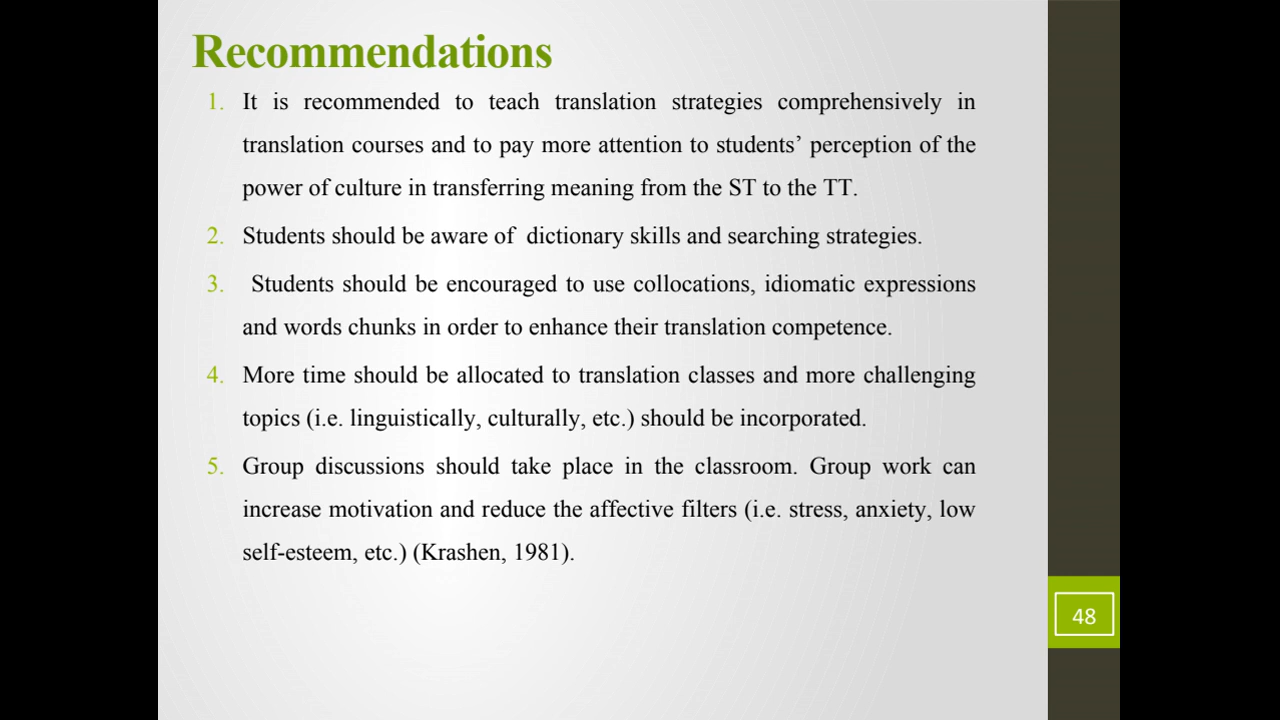 Recommendations
1. It is recommended to teach translation strategies comprehensively in
translation courses and to pay more attention to students’ perception of the
power of culture in transferring meaning from the ST to the TT.
2. Students should be aware of  dictionary skills and searching strategies.
3. Students should be encouraged to use collocations, idiomatic expressions
and words chunks in order to enhance their translation competence.
4. More time should be allocated to translation classes and more challenging
topics (i.e. linguistically, culturally, etc.) should be incorporated.
5. Group discussions should take place in the classroom. Group work can
increase motivation and reduce the affective filters (i.e. stress, anxiety, low
self-esteem, etc.) (Krashen, 1981).
48